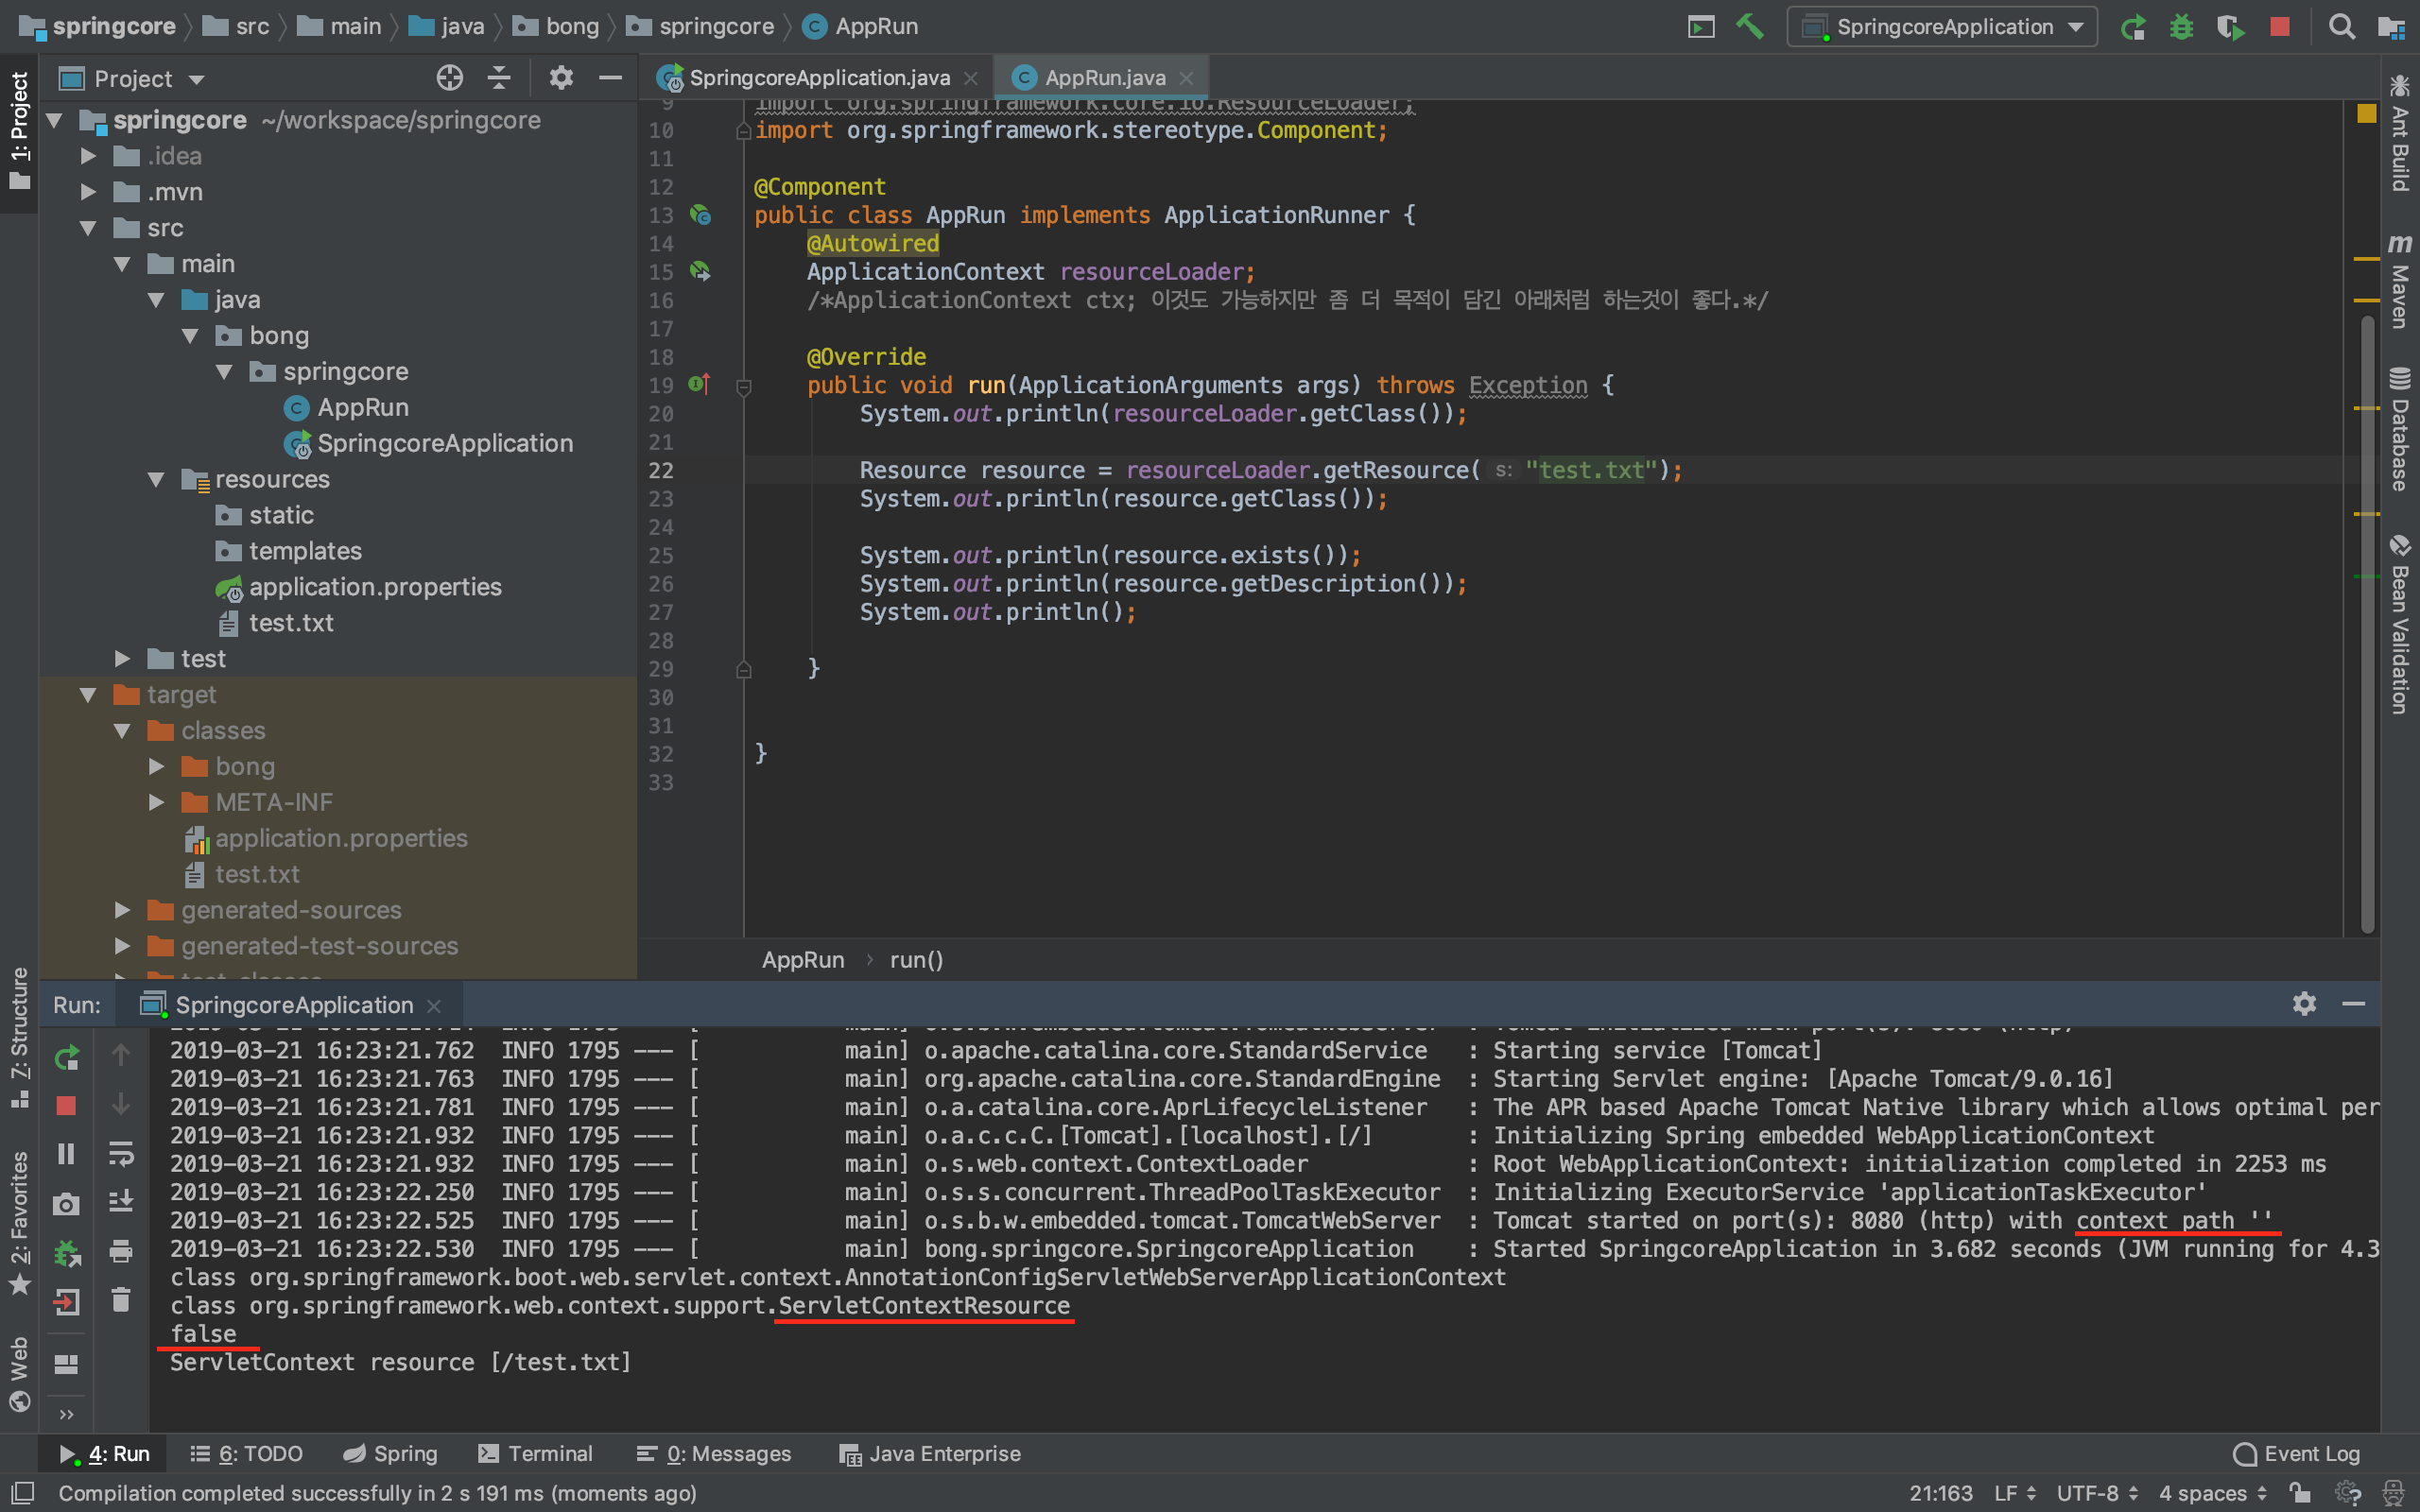 springcore src main java bong springcore AppRun
SpringcoreApplication
Project
SpringcoreApplication.java
AppRun.java
1: Project
springcore ~/workspace/springcore
.idea
.mvn
src
main
java
bong
springcore
AppRun
SpringcoreApplication
resources
static
templates
application.properties
test.txt
test
target
classes
bong
META-INF
application.properties
test.txt
generated-sources
generated-test-sources
9 import org.springframework.core.io.ResourceLoader;
10 import org.springframework.stereotype.Component;
11
12 @Component
13 public class AppRun implements ApplicationRunner {
14 @Autowired
15 ApplicationContext resourceLoader;
16 /*ApplicationContext ctx; 이것도 가능하지만 좀 더 목적이 담긴 아래처럼 하는것이 좋다.*/
17
18 @Override
19 public void run(ApplicationArguments args) throws Exception {
20 System.out.println(resourceLoader.getClass());
21
22 Resource resource = resourceLoader.getResource( s: "test.txt");
23 System.out.println(resource.getClass());
24
25 System.out.println(resource.exists());
26 System.out.println(resource.getDescription());
27 System.out.println();
28
29 }
30
31
32 }
33
AppRun run()
Ant Build
Maven
Database
Bean Validation
7: Structure
2: Favorites
Web
Run: SpringcoreApplication
2019-03-21 16:23:21.762 INFO 1795 --- [ main] o.apache.catalina.core.StandardService : Starting service [Tomcat]
2019-03-21 16:23:21.763 INFO 1795 --- [ main] org.apache.catalina.core.StandardEngine : Starting Servlet engine: [Apache Tomcat/9.0.16]
2019-03-21 16:23:21.781 INFO 1795 --- [ main] o.a.catalina.core.AprLifecycleListener : The APR based Apache Tomcat Native library which allows optimal per
2019-03-21 16:23:21.932 INFO 1795 --- [ main] o.a.c.c.C.[Tomcat].[localhost].[/] : Initializing Spring embedded WebApplicationContext
2019-03-21 16:23:21.932 INFO 1795 --- [ main] o.s.web.context.ContextLoader : Root WebApplicationContext: initialization completed in 2253 ms
2019-03-21 16:23:22.250 INFO 1795 --- [ main] o.s.s.concurrent.ThreadPoolTaskExecutor : Initializing ExecutorService 'applicationTaskExecutor'
2019-03-21 16:23:22.525 INFO 1795 --- [ main] o.s.b.w.embedded.tomcat.TomcatWebServer : Tomcat started on port(s): 8080 (http) with context path ''
2019-03-21 16:23:22.530 INFO 1795 --- [ main] bong.springcore.SpringcoreApplication : Started SpringcoreApplication in 3.682 seconds (JVM running for 4.3
class org.springframework.boot.web.servlet.context.AnnotationConfigServletWebServerApplicationContext
class org.springframework.web.context.support.ServletContextResource
false
ServletContext resource [/test.txt]
4: Run 6: TODO Spring Terminal 0: Messages Java Enterprise Event Log
Compilation completed successfully in 2 s 191 ms (moments ago) 21:163 LF UTF-8 4 spaces